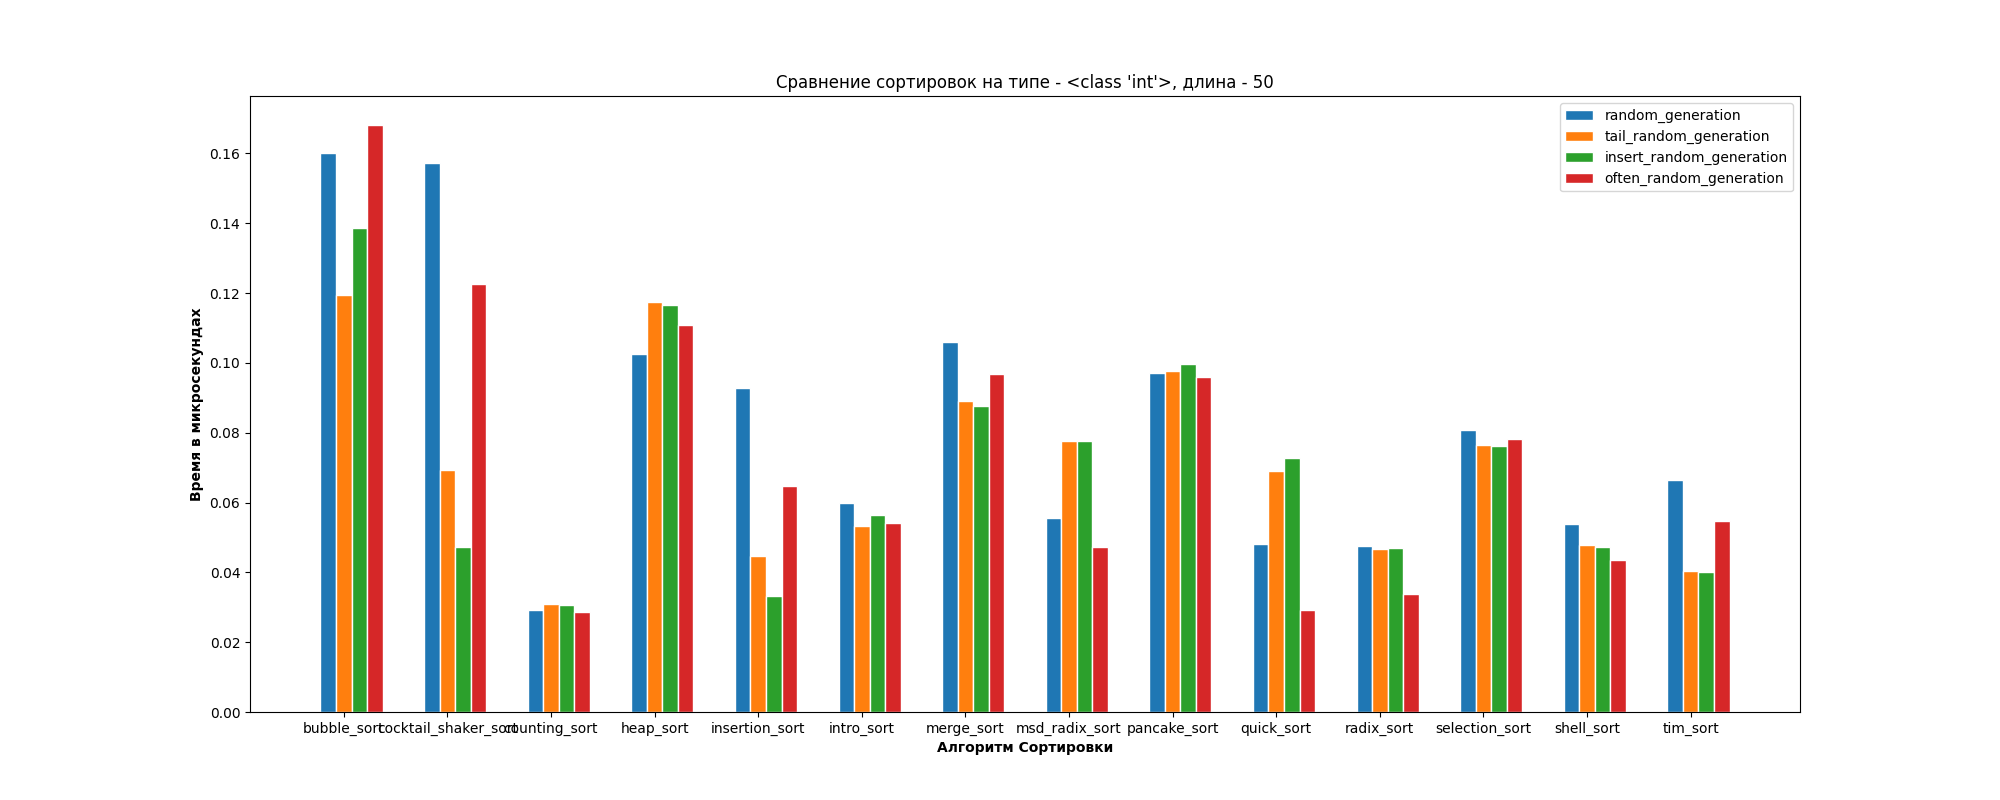 Сравнение сортировок на типе - <class 'int'>, длина - 50
random_generation
tail_random_generation
insert_random_generation
often_random_generation
Время в микросекундах
0.16
0.14
0.12
0.10
0.08
0.06
0.04
0.02
0.00
bubble_sort cocktail_shaker_sort counting_sort heap_sort insertion_sort intro_sort merge_sort msd_radix_sort pancake_sort quick_sort radix_sort selection_sort shell_sort tim_sort
Алгоритм Сортировки